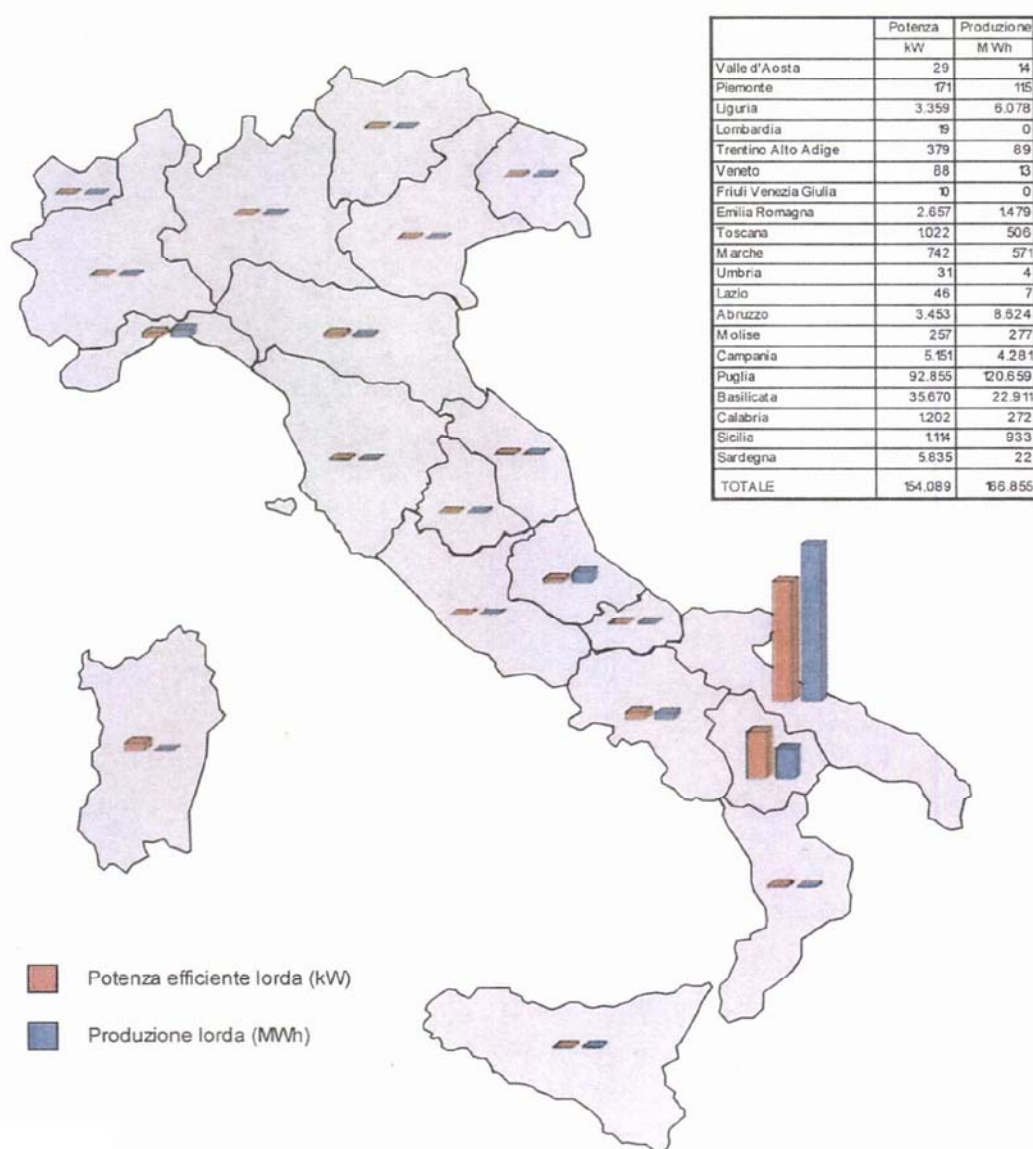 Potenza Produzione
kW MWh
Valle d'Aosta 29 14
Piemonte 171 115
Liguria 3.359 6.078
Lombardia 19 0
Trentino Alto Adige 379 89
Veneto 88 13
Friuli Venezia Giulia 10 0
Emilia Romagna 2.657 1.479
Toscana 1.022 506
Marche 742 571
Umbria 31 4
Lazio 46 7
Abruzzo 3.453 8.624
Molise 257 277
Campania 5.151 4.281
Puglia 92.855 120.659
Basilicata 35.670 22.911
Calabria 1.202 272
Sicilia 1.114 933
Sardegna 5.835 22
TOTALE 154.089 166.855
Potenza efficiente lorda (kW)
Produzione lorda (MWh)